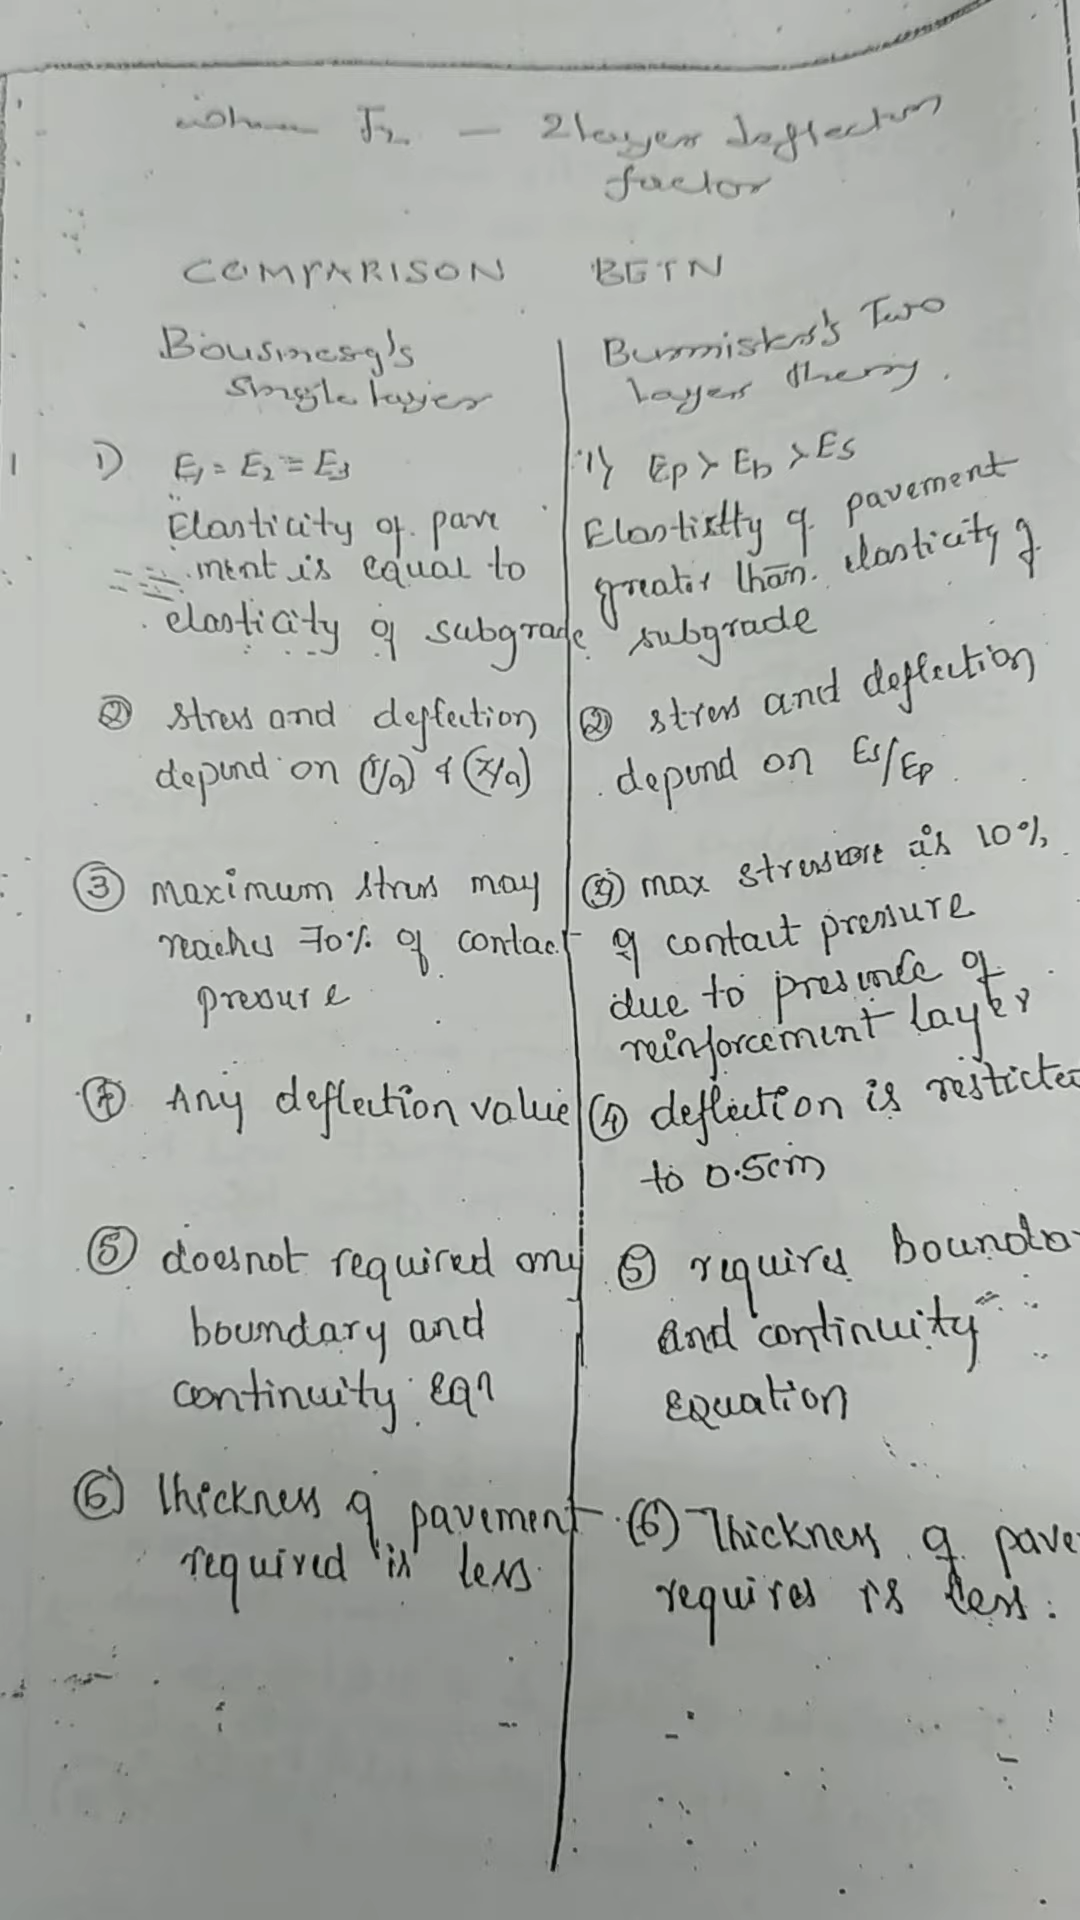 where F₂ — 2 layer deflection
factor
COMPARISON BETN
Bousinesq's
single layer
1) E₁ = E₂ = E₃
Elasticity of pave
ment is equal to
elasticity of subgrade
② stress and deflection
depend on (r/a) & (z/a)
③ maximum stress may
reaches 70% of contact
pressure
④ Any deflection value
⑤ doesnot required any
boundary and
continuity Eqn
⑥ thickness of pavement
required is less
Burmister's Two
layer theory.
1) Ep > Eb > Es
Elastistty of pavement
greater than elasticity of
subgrade
② stress and deflection
depend on Es/Ep
③ max stress is 10%
of contact pressure
due to presence of
reinforcement layer
④ deflection is resticted
to 0.5cm
⑤ requires bounda
and continuity
Equation
(6) Thickness of pave
requires is less.